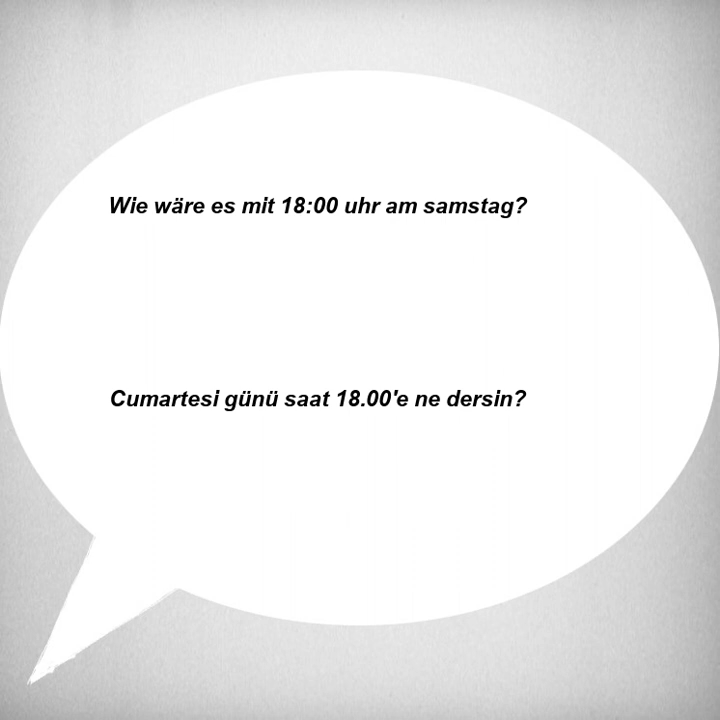 Wie wäre es mit 18:00 uhr am samstag?
Cumartesi günü saat 18.00'e ne dersin?